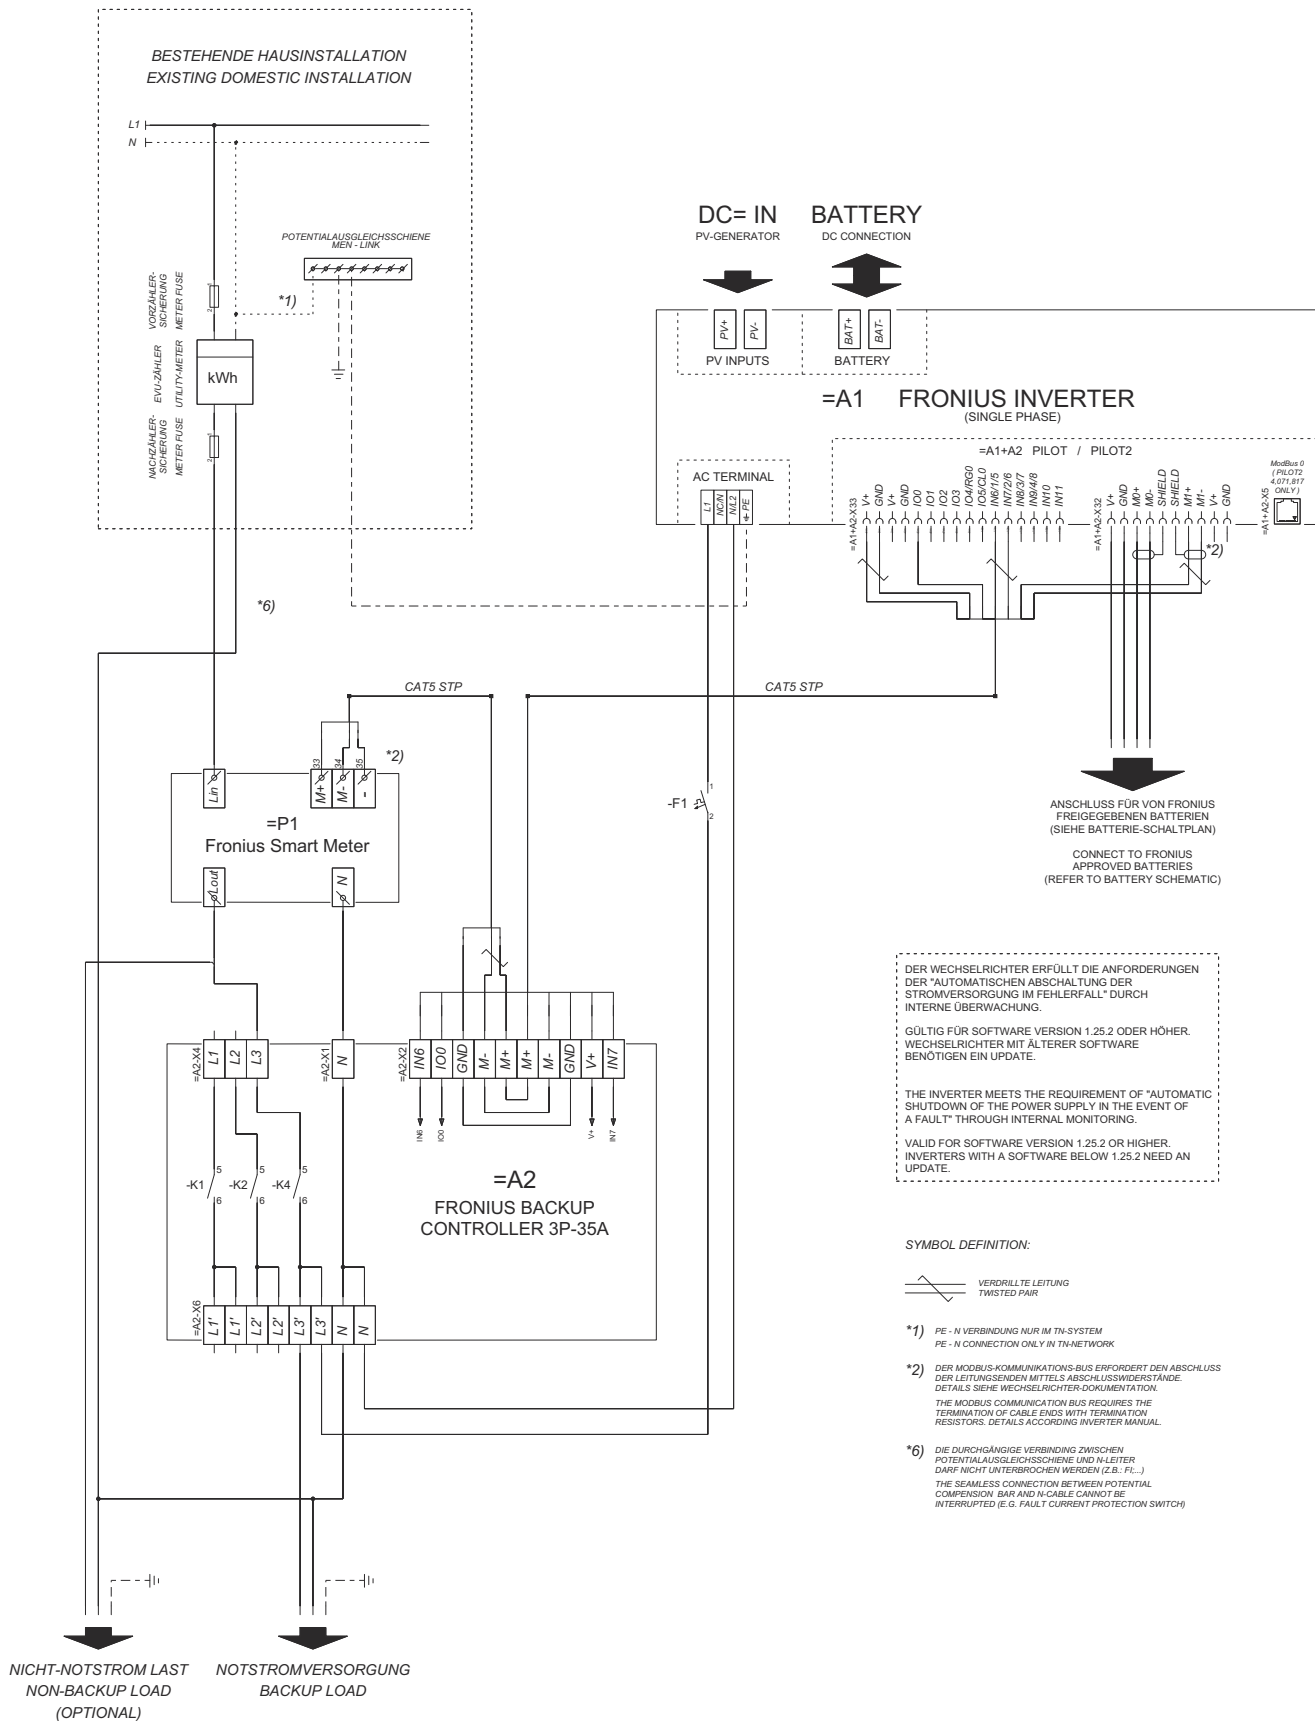 BESTEHENDE HAUSINSTALLATION
EXISTING DOMESTIC INSTALLATION
L1
N
POTENTIALAUSGLEICHSSCHIENE
MEN - LINK
*1)
VORZÄHLER-
SICHERUNG
METER FUSE
1
2
EVU-ZÄHLER
UTILITY-METER
kWh
NACHZÄHLER-
SICHERUNG
METER FUSE
1
2
*6)
DC= IN
PV-GENERATOR
BATTERY
DC CONNECTION
PV+
PV-
PV INPUTS
BAT+
BAT-
BATTERY
=A1 FRONIUS INVERTER
(SINGLE PHASE)
AC TERMINAL
L1
NC/N
N/L2
PE
=A1+A2 PILOT / PILOT2
=A1+A2-X33
V+
GND
V+
GND
IO0
IO1
IO2
IO3
IO4/RG0
IO5/CL0
IN6/1/5
IN7/2/6
IN8/3/7
IN9/4/8
IN10
IN11
=A1+A2-X32
V+
GND
M0+
M0-
SHIELD
SHIELD
M1+
M1-
V+
GND
*2)
ModBus 0
( PILOT2
4,071,817
ONLY )
=A1+A2-X5
CAT5 STP
CAT5 STP
Lin
M+
M-
-
33
34
35
*2)
=P1
Fronius Smart Meter
Lout
N
-F1
1
2
ANSCHLUSS FÜR VON FRONIUS
FREIGEGEBENEN BATTERIEN
(SIEHE BATTERIE-SCHALTPLAN)
CONNECT TO FRONIUS
APPROVED BATTERIES
(REFER TO BATTERY SCHEMATIC)
DER WECHSELRICHTER ERFÜLLT DIE ANFORDERUNGEN
DER "AUTOMATISCHEN ABSCHALTUNG DER
STROMVERSORGUNG IM FEHLERFALL" DURCH
INTERNE ÜBERWACHUNG.
GÜLTIG FÜR SOFTWARE VERSION 1.25.2 ODER HÖHER.
WECHSELRICHTER MIT ÄLTERER SOFTWARE
BENÖTIGEN EIN UPDATE.
THE INVERTER MEETS THE REQUIREMENT OF "AUTOMATIC
SHUTDOWN OF THE POWER SUPPLY IN THE EVENT OF
A FAULT" THROUGH INTERNAL MONITORING.
VALID FOR SOFTWARE VERSION 1.25.2 OR HIGHER.
INVERTERS WITH A SOFTWARE BELOW 1.25.2 NEED AN
UPDATE.
=A2-X4
L1
L2
L3
=A2-X1
N
=A2-X2
IN6
IO0
GND
M-
M+
M+
M-
GND
V+
IN7
IN6
IO0
V+
IN7
-K1
5
6
-K2
5
6
-K4
5
6
=A2
FRONIUS BACKUP
CONTROLLER 3P-35A
=A2-X6
L1'
L1'
L2'
L2'
L3'
L3'
N
N
SYMBOL DEFINITION:
VERDRILLTE LEITUNG
TWISTED PAIR
*1) PE - N VERBINDUNG NUR IM TN-SYSTEM
PE - N CONNECTION ONLY IN TN-NETWORK
*2) DER MODBUS-KOMMUNIKATIONS-BUS ERFORDERT DEN ABSCHLUSS
DER LEITUNGSENDEN MITTELS ABSCHLUSSWIDERSTÄNDE.
DETAILS SIEHE WECHSELRICHTER-DOKUMENTATION.
THE MODBUS COMMUNICATION BUS REQUIRES THE
TERMINATION OF CABLE ENDS WITH TERMINATION
RESISTORS. DETAILS ACCORDING INVERTER MANUAL.
*6) DIE DURCHGÄNGIGE VERBINDUNG ZWISCHEN
POTENTIALAUSGLEICHSSCHIENE UND N-LEITER
DARF NICHT UNTERBROCHEN WERDEN (Z.B.: FI;...)
THE SEAMLESS CONNECTION BETWEEN POTENTIAL
COMPENSION BAR AND N-CABLE CANNOT BE
INTERRUPTED (E.G. FAULT CURRENT PROTECTION SWITCH)
NICHT-NOTSTROM LAST
NON-BACKUP LOAD
(OPTIONAL)
NOTSTROMVERSORGUNG
BACKUP LOAD